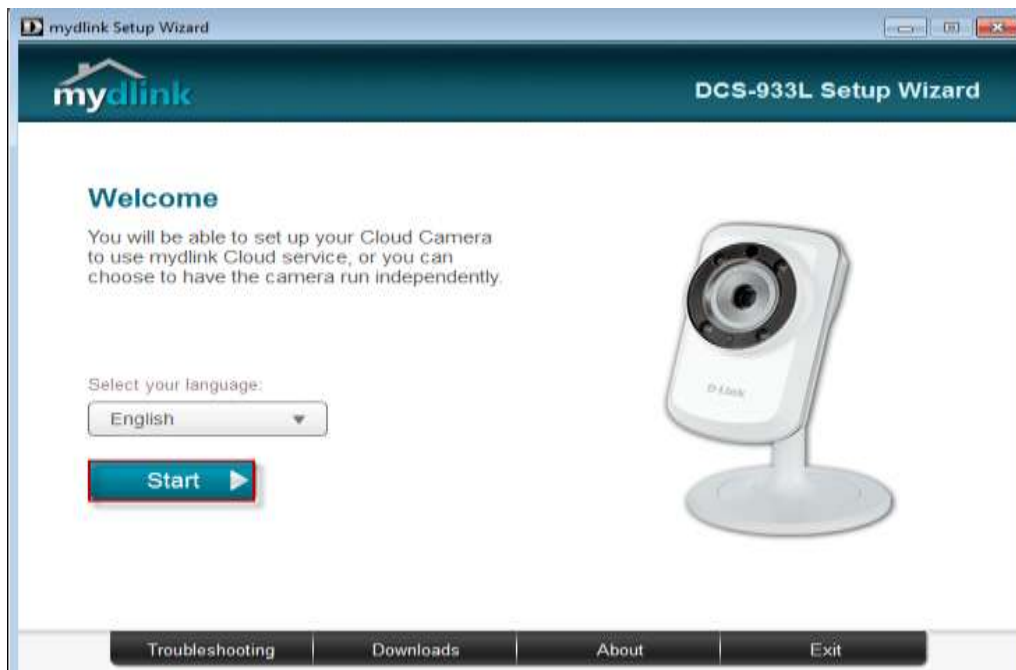 mydlink Setup Wizard
mydlink
DCS-933L Setup Wizard
Welcome
You will be able to set up your Cloud Camera
to use mydlink Cloud service, or you can
choose to have the camera run independently.
Select your language:
English
Start
D-Link
Troubleshooting
Downloads
About
Exit